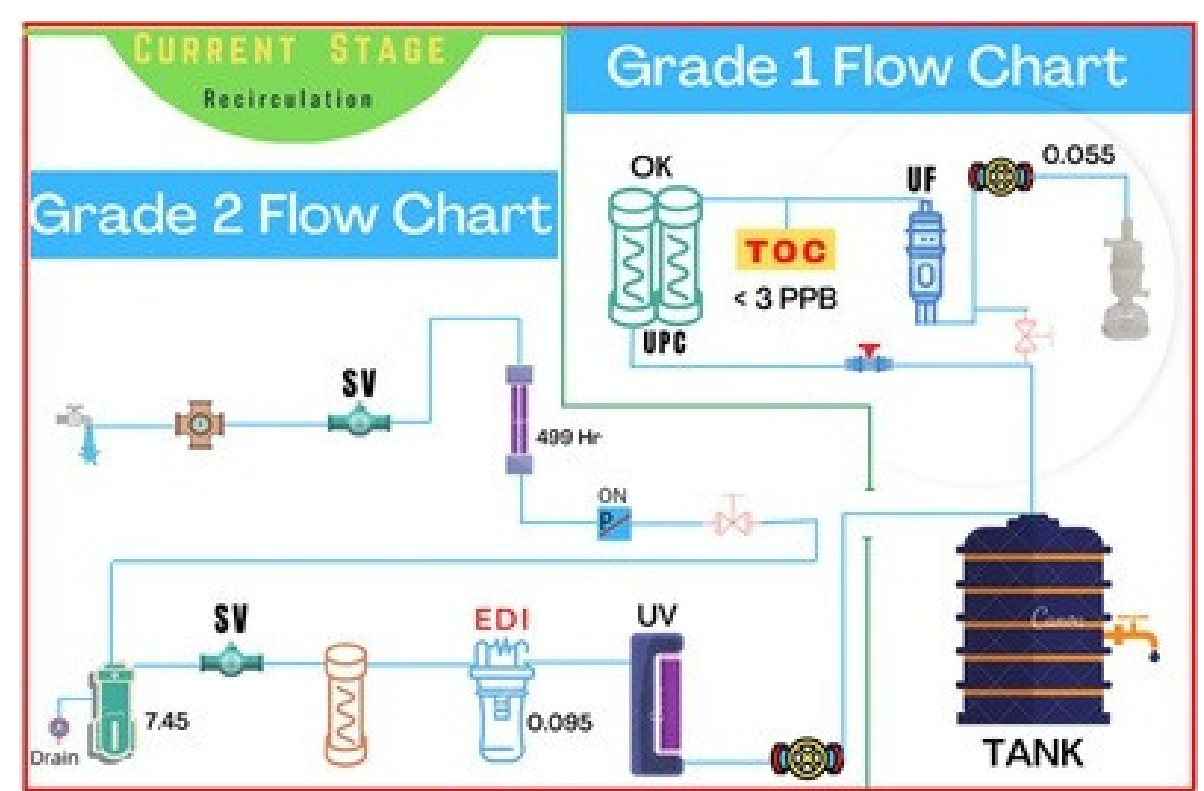 CURRENT STAGE
Recirculation
Grade 2 Flow Chart
Grade 1 Flow Chart
OK
UPC
TOC
< 3 PPB
UF
0.055
SV
499 Hr
ON
P
SV
EDI
UV
7.45
0.095
Drain
Canva
TANK